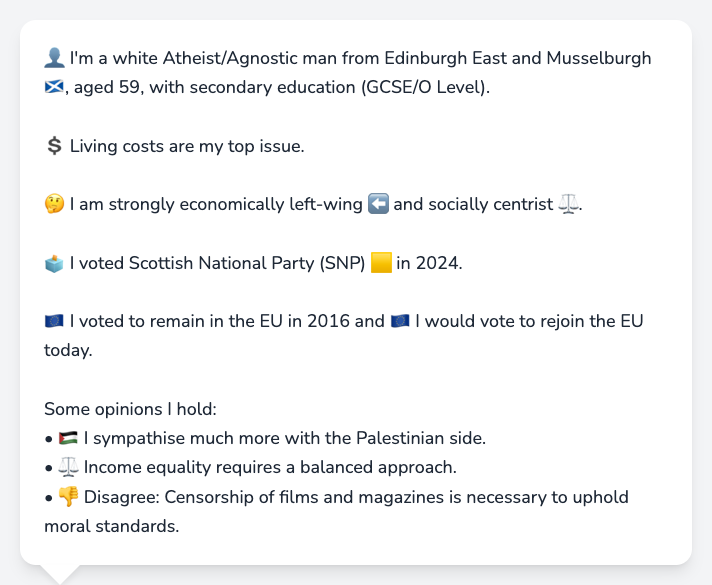 👤 I'm a white Atheist/Agnostic man from Edinburgh East and Musselburgh
🏴󠁧󠁢󠁳󠁣󠁴󠁿, aged 59, with secondary education (GCSE/O Level).
💲 Living costs are my top issue.
🤔 I am strongly economically left-wing ⬅️ and socially centrist ⚖️.
🗳️ I voted Scottish National Party (SNP) 🟨 in 2024.
🇪🇺 I voted to remain in the EU in 2016 and 🇪🇺 I would vote to rejoin the EU
today.
Some opinions I hold:
• 🇵🇸 I sympathise much more with the Palestinian side.
• ⚖️ Income equality requires a balanced approach.
• 👎 Disagree: Censorship of films and magazines is necessary to uphold
moral standards.